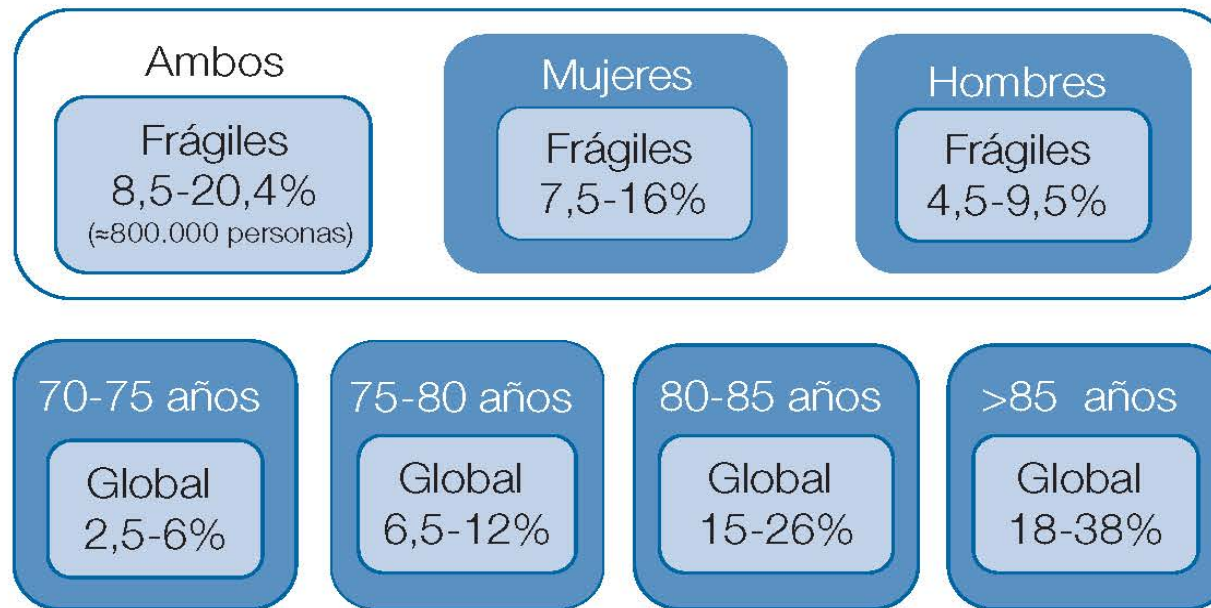 Ambos
Frágiles
8,5-20,4%
(≈800.000 personas)
Mujeres
Frágiles
7,5-16%
Hombres
Frágiles
4,5-9,5%
70-75 años
Global
2,5-6%
75-80 años
Global
6,5-12%
80-85 años
Global
15-26%
>85 años
Global
18-38%